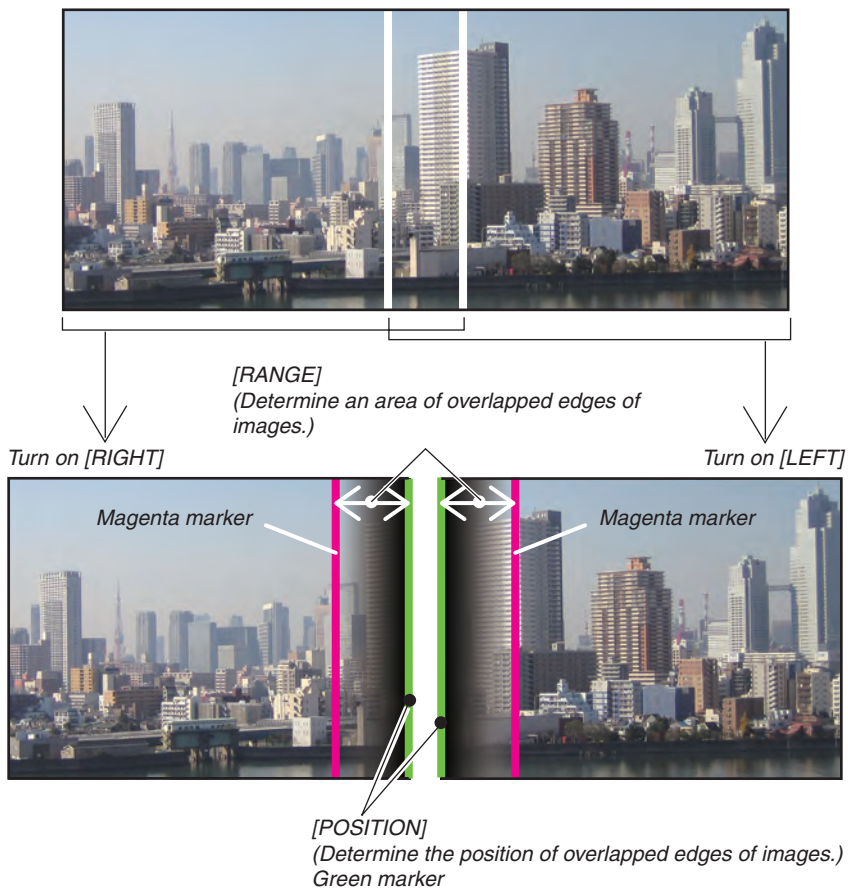 [RANGE]
(Determine an area of overlapped edges of
images.)
Turn on [RIGHT]
Turn on [LEFT]
Magenta marker
Magenta marker
[POSITION]
(Determine the position of overlapped edges of images.)
Green marker